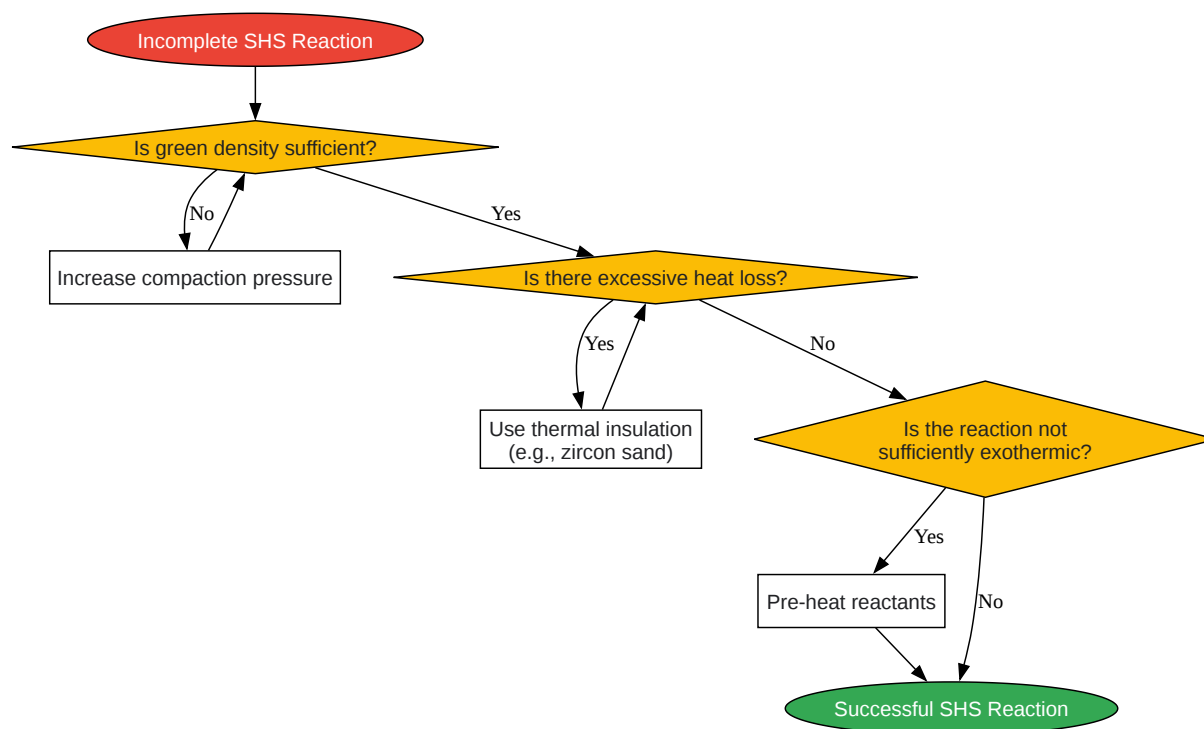 Incomplete SHS Reaction
Is green density sufficient?
No
Yes
Increase compaction pressure
Is there excessive heat loss?
Yes
No
Use thermal insulation
(e.g., zircon sand)
Is the reaction not
sufficiently exothermic?
Yes
Pre-heat reactants
No
Successful SHS Reaction